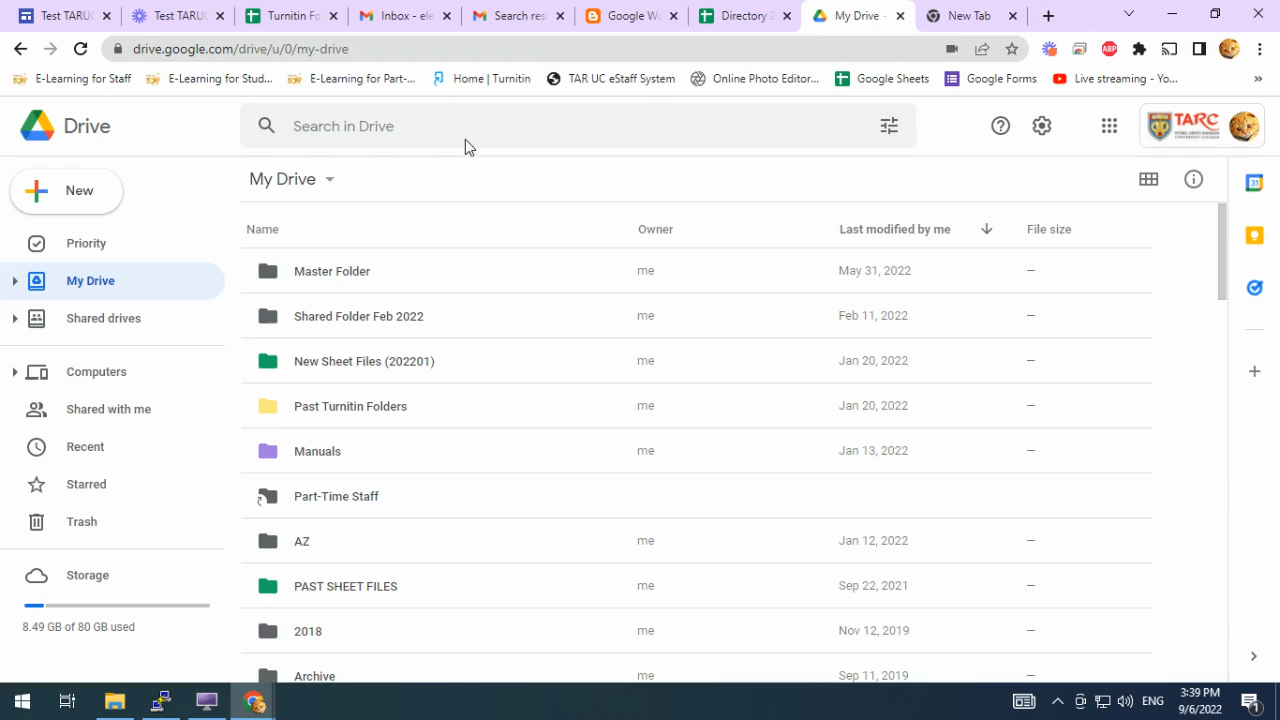 Test TARUC
Test TARUC
Turnitin Fo
Inbox - ele
Search res
Google Wo
Directory 2
My Drive -
New Tab
drive.google.com/drive/u/0/my-drive
E-Learning for Staff
E-Learning for Stud...
E-Learning for Part-...
Home | Turnitin
TAR UC eStaff System
Online Photo Editor...
Google Sheets
Google Forms
Live streaming - Yo...
Drive
Search in Drive
TARC
New
My Drive
Name
Owner
Last modified by me
File size
Priority
My Drive
Shared drives
Computers
Shared with me
Recent
Starred
Trash
Storage
8.49 GB of 80 GB used
Master Folder me May 31, 2022 —
Shared Folder Feb 2022 me Feb 11, 2022 —
New Sheet Files (202201) me Jan 20, 2022 —
Past Turnitin Folders me Jan 20, 2022 —
Manuals me Jan 13, 2022 —
Part-Time Staff
AZ me Jan 12, 2022 —
PAST SHEET FILES me Sep 22, 2021 —
2018 me Nov 12, 2019 —
Archive me Sep 11, 2019 —
31
ABP
ENG
3:39 PM
9/6/2022
1